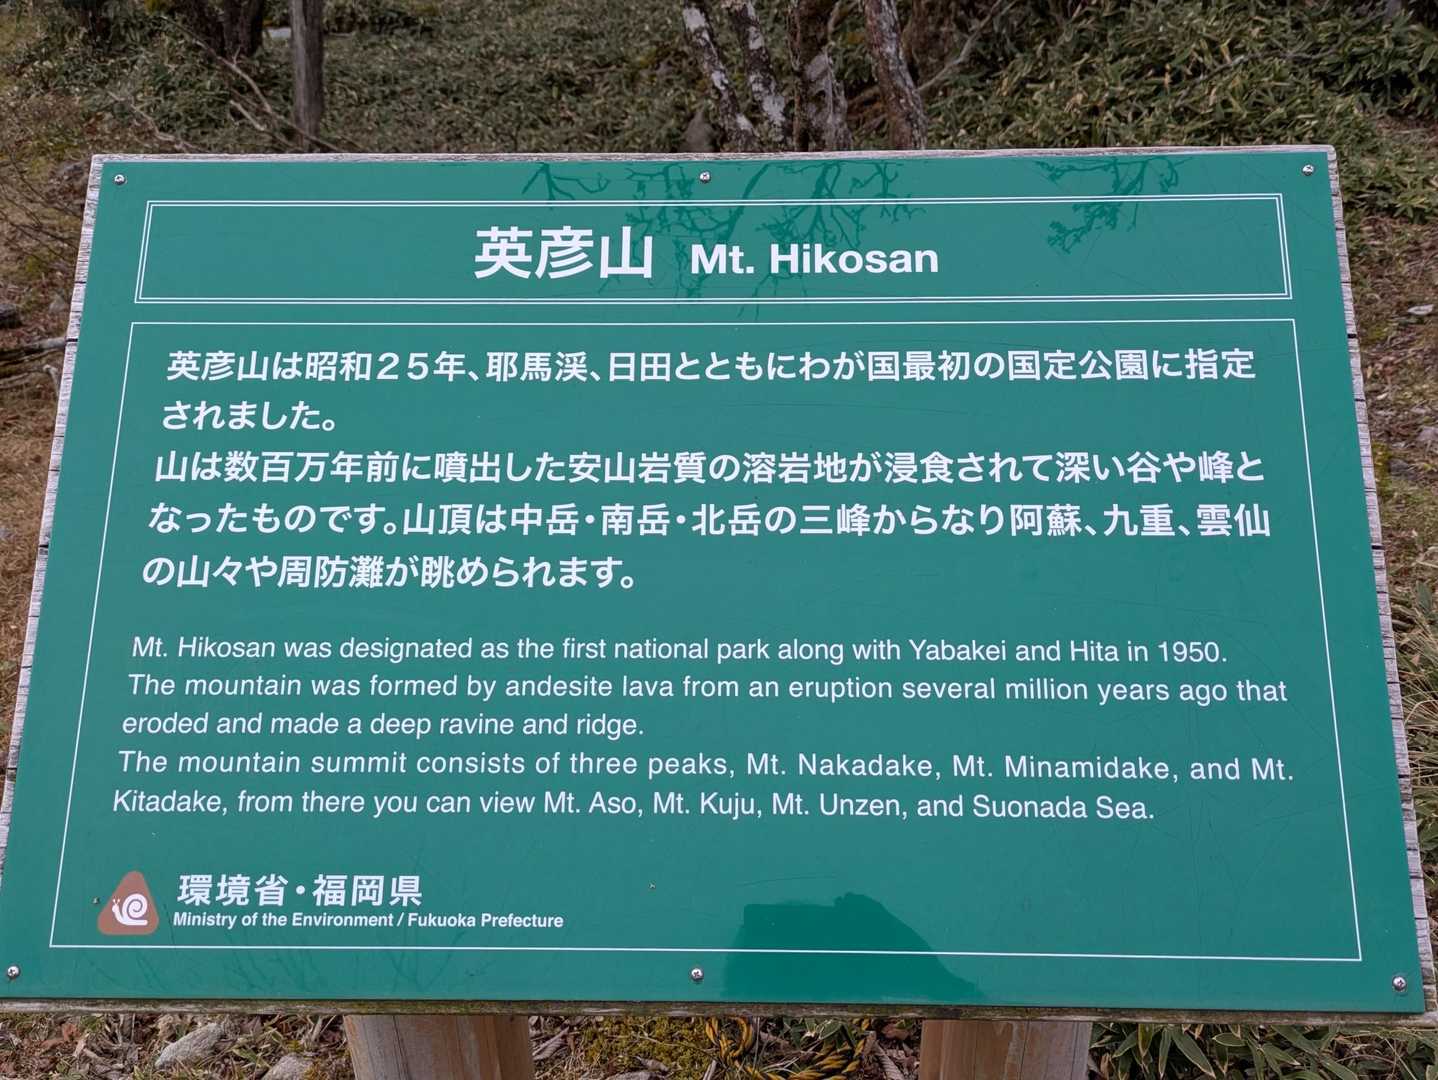 英彦山 Mt. Hikosan
英彦山は昭和25年、耶馬渓、日田とともにわが国最初の国定公園に指定
されました。
山は数百万年前に噴出した安山岩質の溶岩地が浸食されて深い谷や峰と
なったものです。山頂は中岳・南岳・北岳の三峰からなり阿蘇、九重、雲仙
の山々や周防灘が眺められます。
Mt. Hikosan was designated as the first national park along with Yabakei and Hita in 1950.
The mountain was formed by andesite lava from an eruption several million years ago that
eroded and made a deep ravine and ridge.
The mountain summit consists of three peaks, Mt. Nakadake, Mt. Minamidake, and Mt.
Kitadake, from there you can view Mt. Aso, Mt. Kuju, Mt. Unzen, and Suonada Sea.
環境省・福岡県
Ministry of the Environment / Fukuoka Prefecture